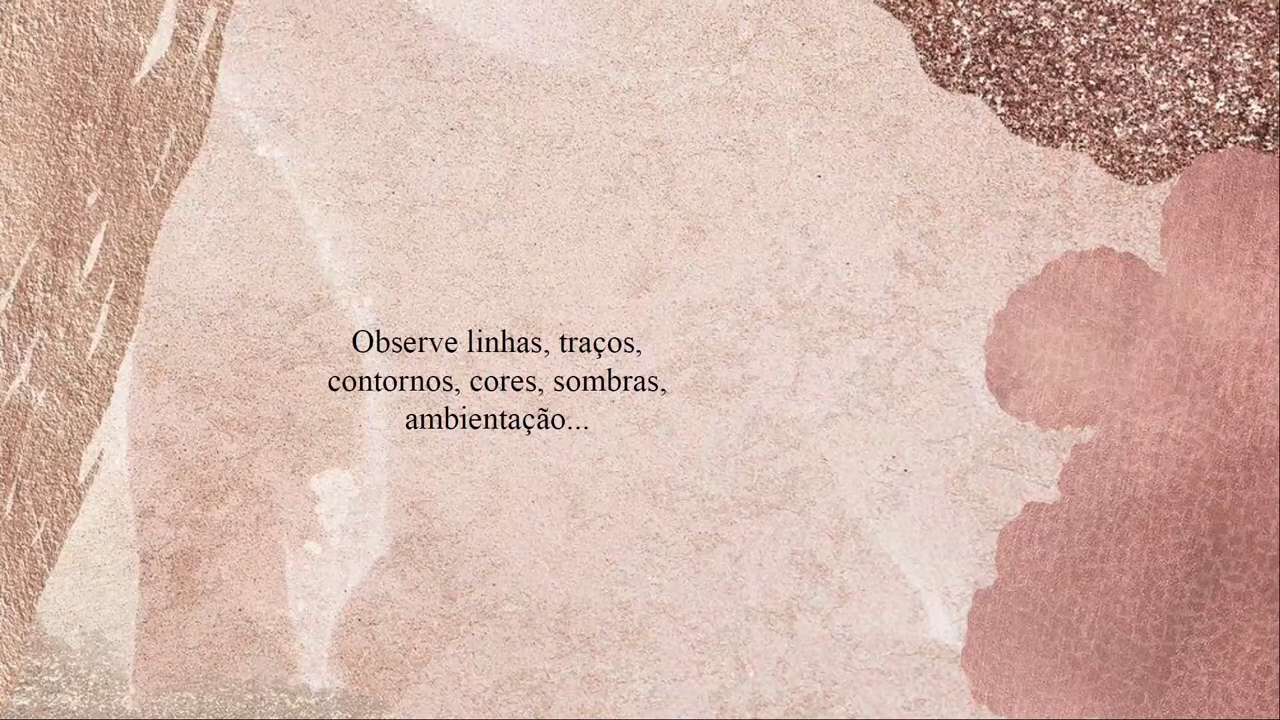 Observe linhas, traços,
contornos, cores, sombras,
ambientação...